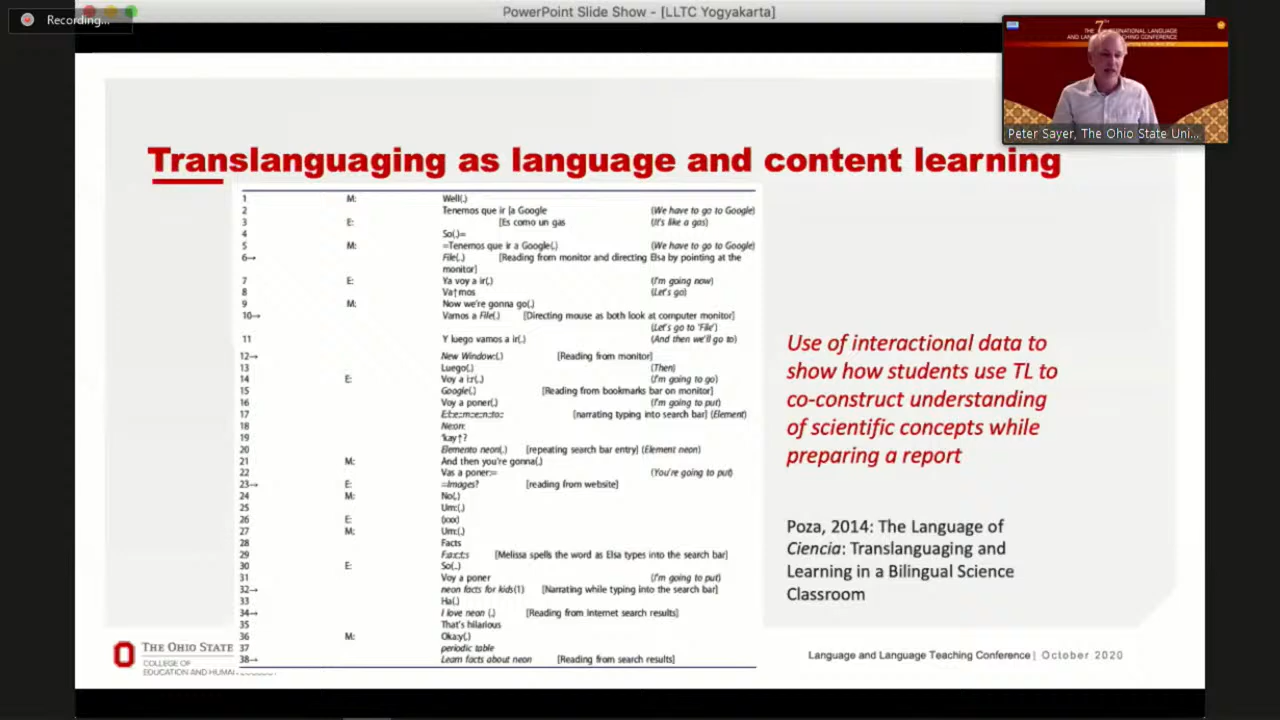 PowerPoint Slide Show - [LLTC Yogyakarta]
Recording...
7TH
THE INTERNATIONAL LANGUAGE
AND LANGUAGE TEACHING CONFERENCE
Peter Sayer, The Ohio State Uni...
Translanguaging as language and content learning
1 M: Well(.)
2 Tenemos que ir [a Google (We have to go to Google)
3 E: [Es como un gas (It's like a gas)
4 So(.)=
5 M: =Tenemos que ir a Google(.) (We have to go to Google)
6→ File(.) [Reading from monitor and directing Elsa by pointing at the
monitor]
7 E: Ya voy a ir(.) (I'm going now)
8 Va↑mos (Let's go)
9 M: Now we're gonna go(.)
10→ Vamos a File(.) [Directing mouse as both look at computer monitor]
(Let's go to 'File')
11 Y luego vamos a ir(.) (And then we'll go to)
12→ New Window:(.) [Reading from monitor]
13 Luego(.) (Then)
14 E: Voy a i:r(.) (I'm going to go)
15 Google(.) [Reading from bookmarks bar on monitor]
16 Voy a poner(.) (I'm going to put)
17 E:l:e:::m:e:n:to: [narrating typing into search bar] (Element)
18 Neon:
19 'kay↑?
20 Elemento neon(.) [repeating search bar entry] (Element neon)
21 M: And then you're gonna(.)
22 Vas a poner:= (You're going to put)
23→ E: =Images? [reading from website]
24 M: No(.)
25 Um:(.)
26 E: (xxx)
27 M: Um:(.)
28 Facts
29 F:a:c:t:s [Melissa spells the word as Elsa types into the search bar]
30 E: So(..)
31 Voy a poner (I'm going to put)
32→ neon facts for kids(1) [Narrating while typing into the search bar]
33 Ha(.)
34→ I love neon (.) [Reading from Internet search results]
35 That's hilarious
36 M: Oka:y(.)
37 periodic table
38→ Learn facts about neon [Reading from search results]
Use of interactional data to
show how students use TL to
co-construct understanding
of scientific concepts while
preparing a report
Poza, 2014: The Language of
Ciencia: Translanguaging and
Learning in a Bilingual Science
Classroom
THE OHIO STATE
COLLEGE OF
EDUCATION AND HUMAN ECOLOGY
Language and Language Teaching Conference | October 2020